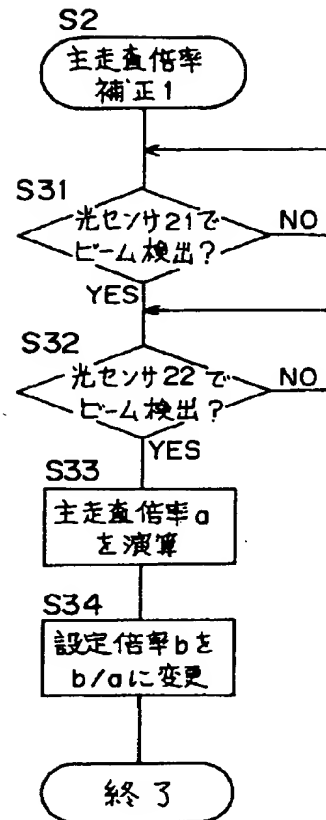 S2
主走査倍率
補正1
S31
光センサ21で
ビーム検出?
NO
YES
S32
光センサ22で
ビーム検出?
NO
YES
S33
主走査倍率a
を演算
S34
設定倍率bを
b/aに変更
終了